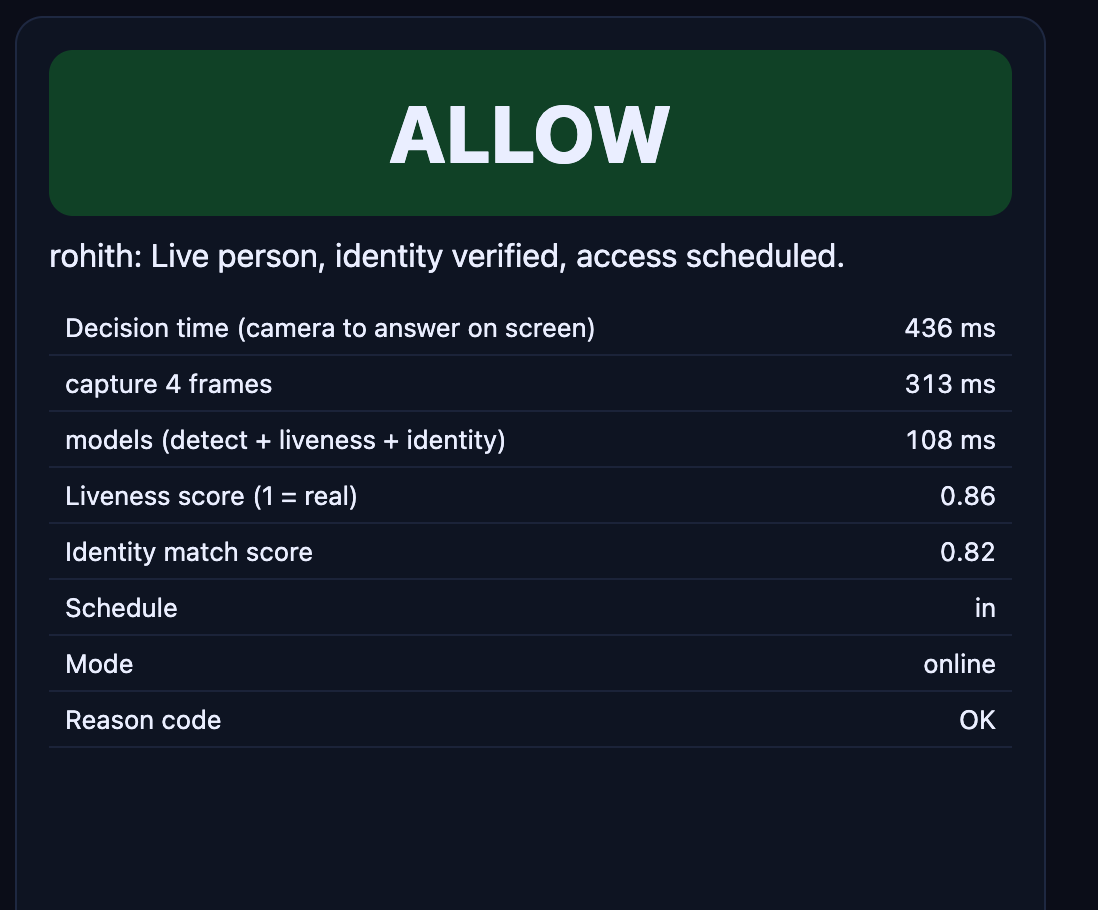 ALLOW
rohith: Live person, identity verified, access scheduled.
Decision time (camera to answer on screen) 436 ms
capture 4 frames 313 ms
models (detect + liveness + identity) 108 ms
Liveness score (1 = real) 0.86
Identity match score 0.82
Schedule in
Mode online
Reason code OK